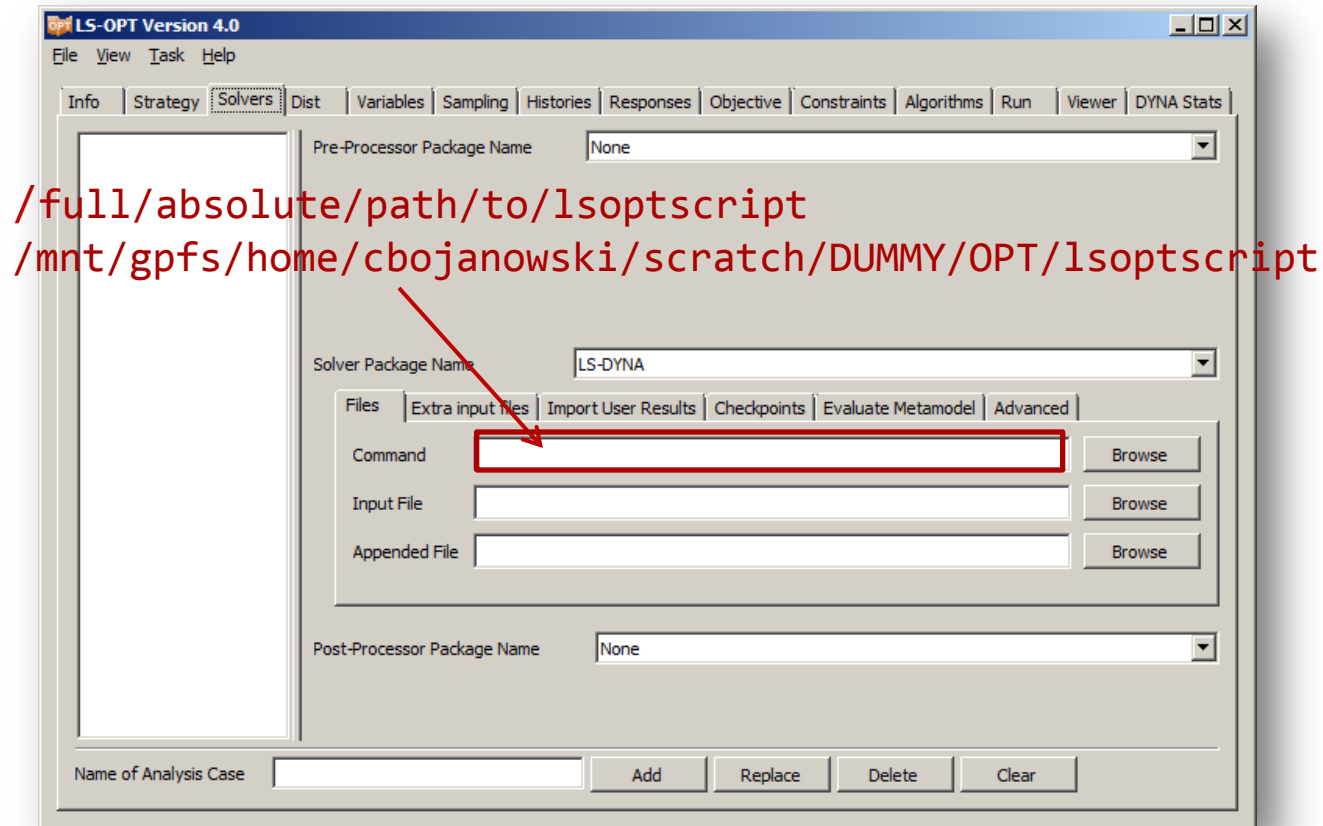 LS-OPT Version 4.0
File View Task Help
Info Strategy Solvers Dist Variables Sampling Histories Responses Objective Constraints Algorithms Run Viewer DYNA Stats
Pre-Processor Package Name None
/full/absolute/path/to/lsoptscript
/mnt/gpfs/home/cbojanowski/scratch/DUMMY/OPT/lsoptscript
Solver Package Name LS-DYNA
Files Extra input files Import User Results Checkpoints Evaluate Metamodel Advanced
Command Browse
Input File Browse
Appended File Browse
Post-Processor Package Name None
Name of Analysis Case Add Replace Delete Clear